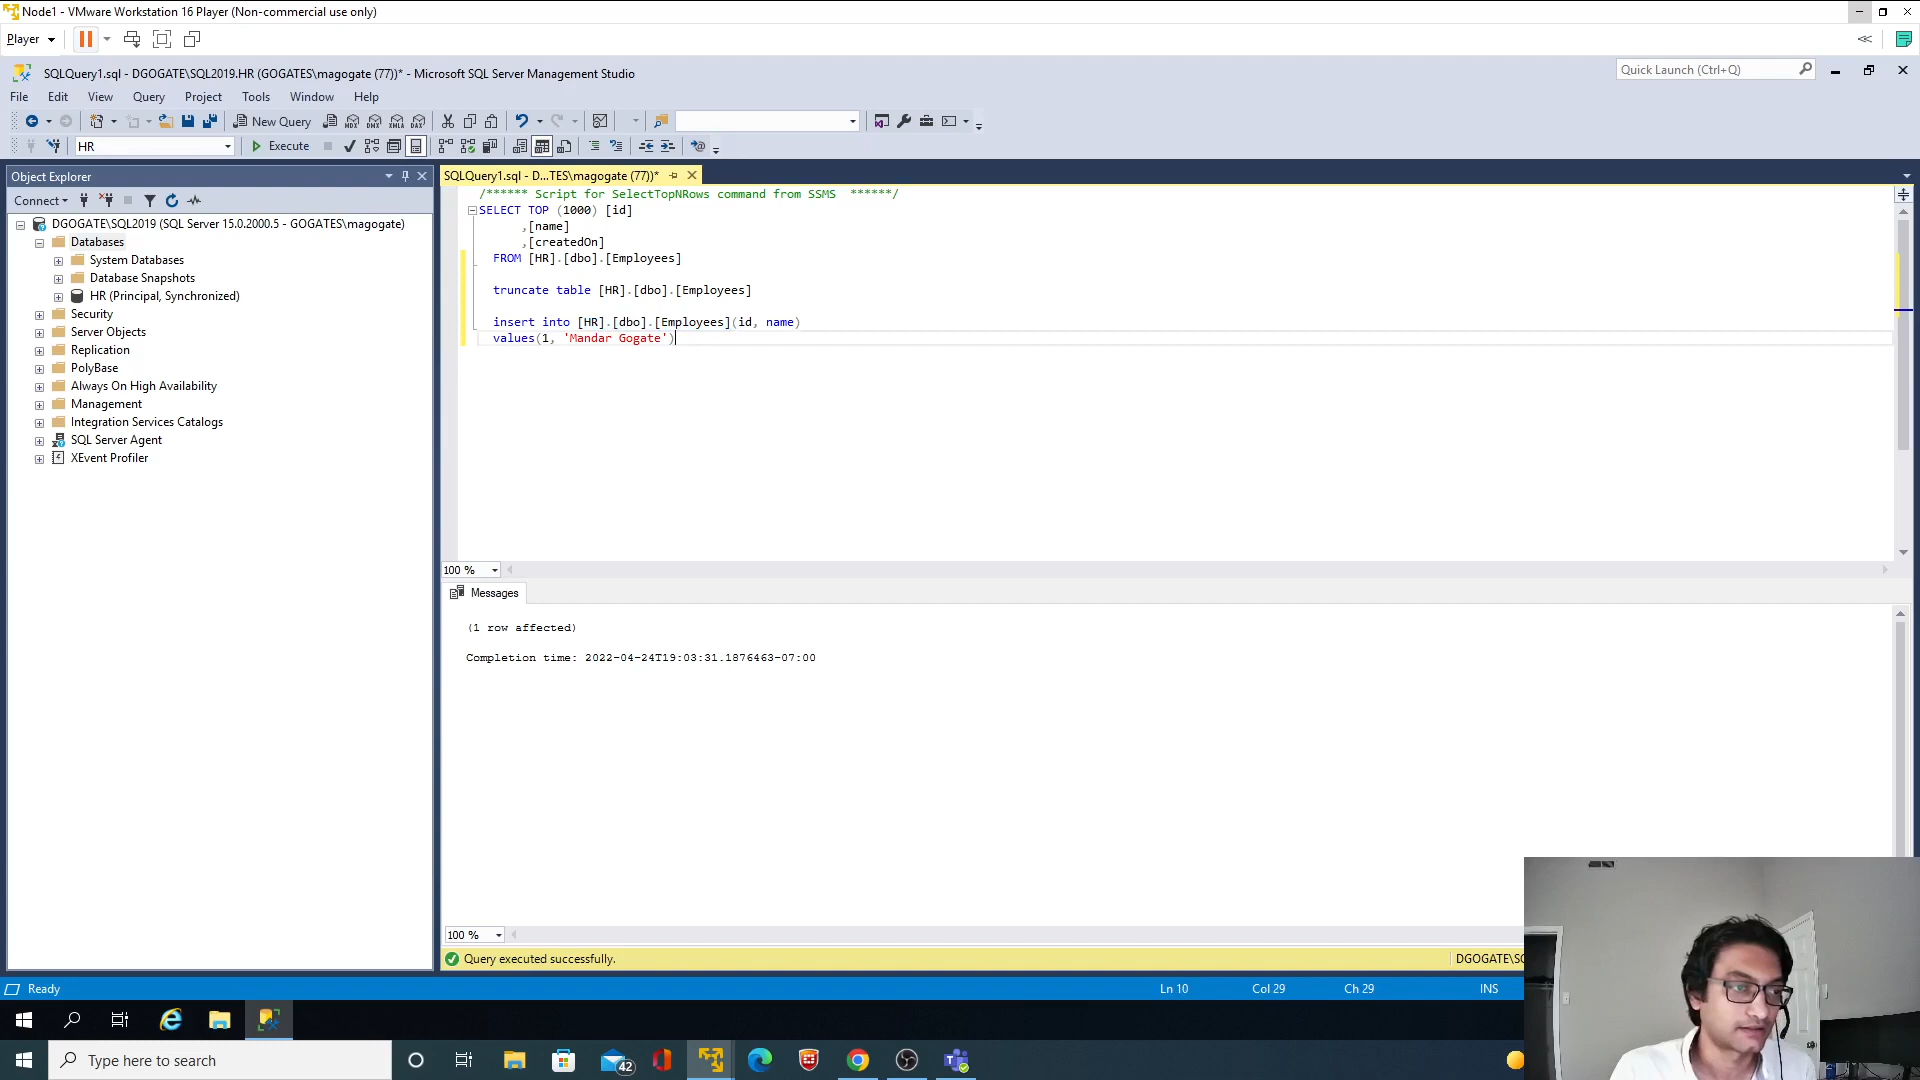 Node1 - VMware Workstation 16 Player (Non-commercial use only)
Player
SQLQuery1.sql - DGOGATE\SQL2019.HR (GOGATES\magogate (77))* - Microsoft SQL Server Management Studio
Quick Launch (Ctrl+Q)
File Edit View Query Project Tools Window Help
New Query
HR
Execute
Object Explorer
SQLQuery1.sql - D...TES\magogate (77))*
Connect
DGOGATE\SQL2019 (SQL Server 15.0.2000.5 - GOGATES\magogate)
Databases
System Databases
Database Snapshots
HR (Principal, Synchronized)
Security
Server Objects
Replication
PolyBase
Always On High Availability
Management
Integration Services Catalogs
SQL Server Agent
XEvent Profiler
/****** Script for SelectTopNRows command from SSMS ******/
SELECT TOP (1000) [id]
,[name]
,[createdOn]
FROM [HR].[dbo].[Employees]
truncate table [HR].[dbo].[Employees]
insert into [HR].[dbo].[Employees](id, name)
values(1, 'Mandar Gogate')
100 %
Messages
(1 row affected)
Completion time: 2022-04-24T19:03:31.1876463-07:00
100 %
Query executed successfully.
DGOGATE\SQ
Ready
Ln 10
Col 29
Ch 29
INS
Type here to search
42